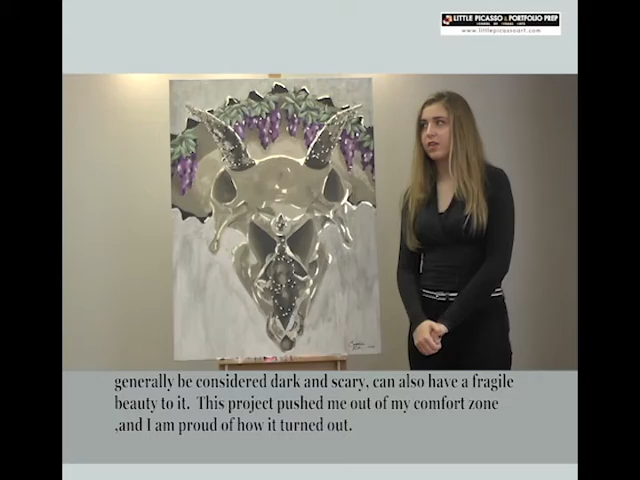 LITTLE PICASSO & PORTFOLIO PREP
www.littlepicassoart.com
generally be considered dark and scary, can also have a fragile
beauty to it.  This project pushed me out of my comfort zone
,and I am proud of how it turned out.